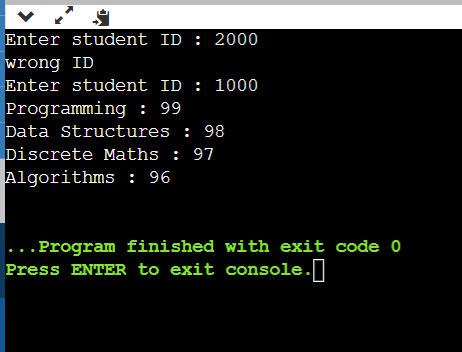 Enter student ID : 2000
wrong ID
Enter student ID : 1000
Programming : 99
Data Structures : 98
Discrete Maths : 97
Algorithms : 96
...Program finished with exit code 0
Press ENTER to exit console.